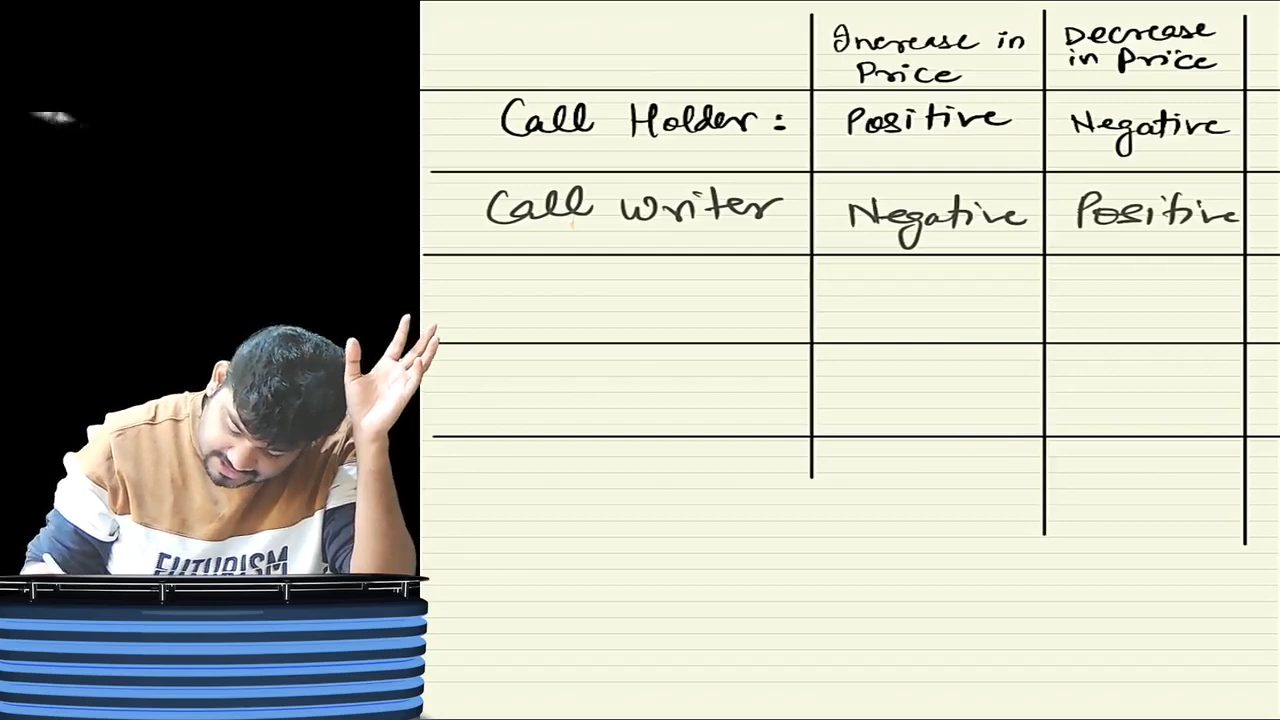 Increase in Price
Decrease in Price
Call Holder : Positive Negative
Call Writer Negative Positive
FUTURISM